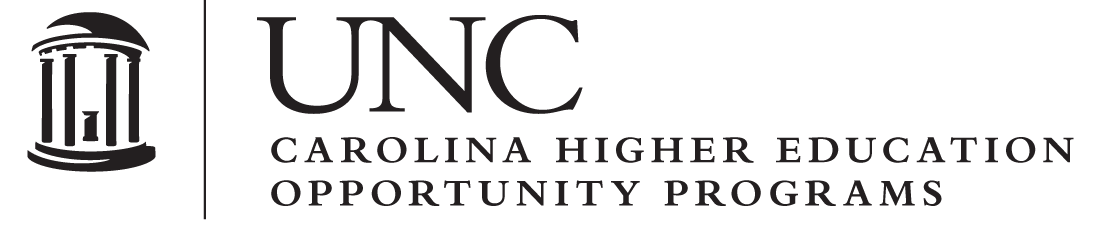 UNC
CAROLINA HIGHER EDUCATION
OPPORTUNITY PROGRAMS